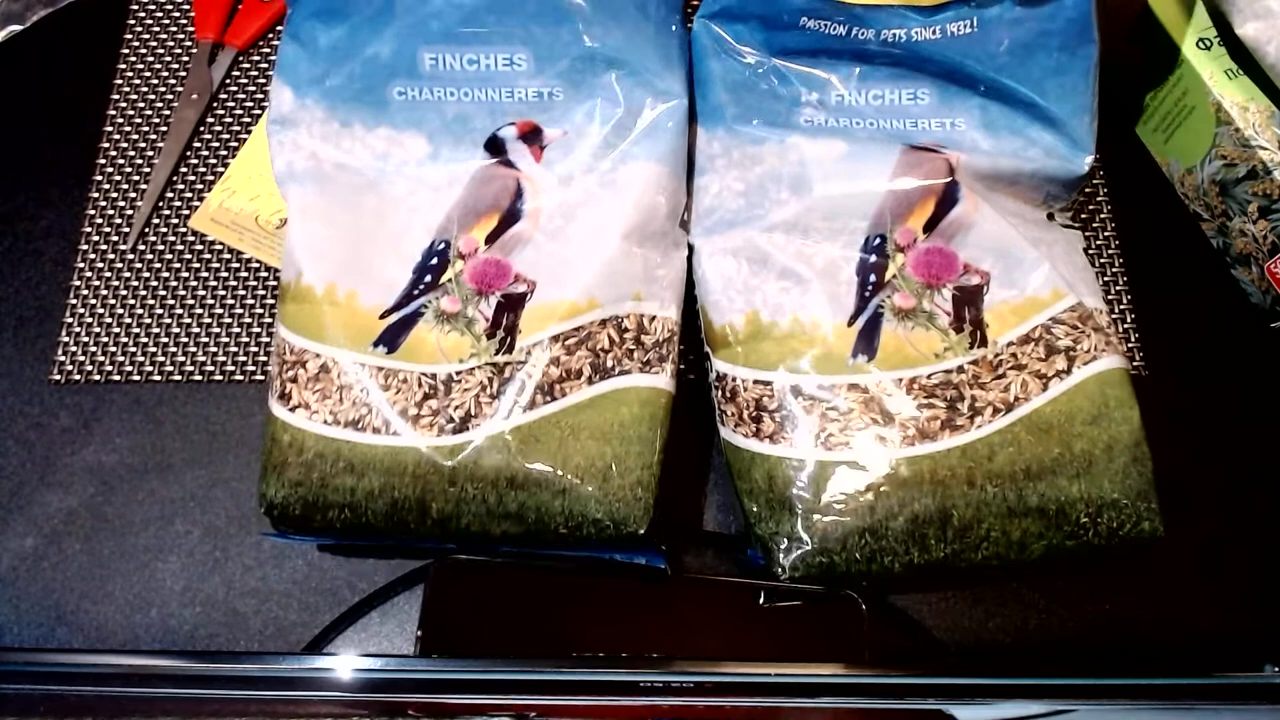 FINCHES
CHARDONNERETS
PASSION FOR PETS SINCE 1932!
FINCHES
CHARDONNERETS